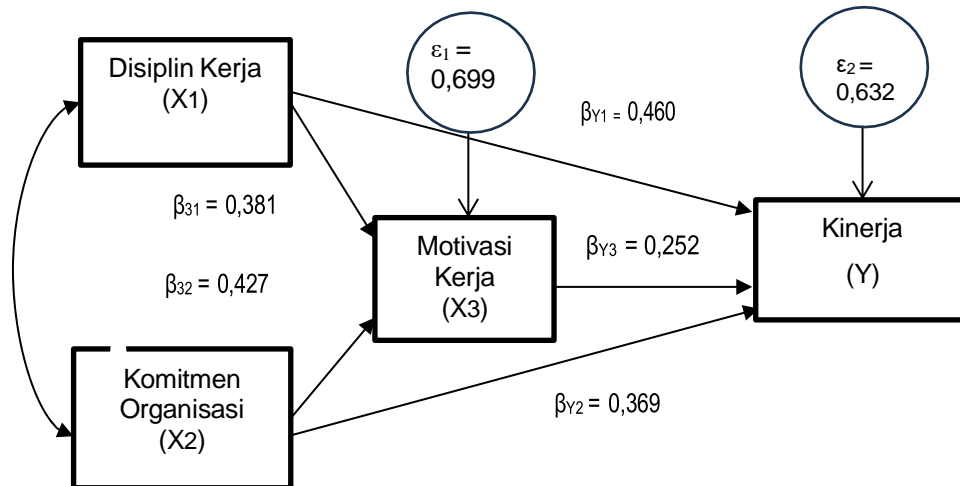 Disiplin Kerja
(X1)
ε₁ =
0,699
ε₂ =
0,632
βY1 = 0,460
β₃₁ = 0,381
Motivasi
Kerja
(X3)
βY3 = 0,252
Kinerja
(Y)
β₃₂ = 0,427
Komitmen
Organisasi
(X2)
βY2 = 0,369